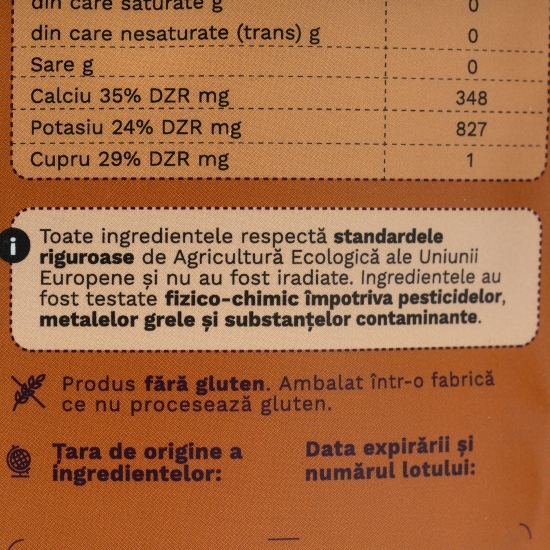 din care saturate g 0
din care nesaturate (trans) g 0
Sare g 0
Calciu 35% DZR mg 348
Potasiu 24% DZR mg 827
Cupru 29% DZR mg 1
i
Toate ingredientele respectă standardele
riguroase de Agricultură Ecologică ale Uniunii
Europene și nu au fost iradiate. Ingredientele au
fost testate fizico-chimic împotriva pesticidelor,
metalelor grele și substanțelor contaminante.
Produs fără gluten. Ambalat într-o fabrică
ce nu procesează gluten.
Țara de origine a
ingredientelor:
Data expirării și
numărul lotului: